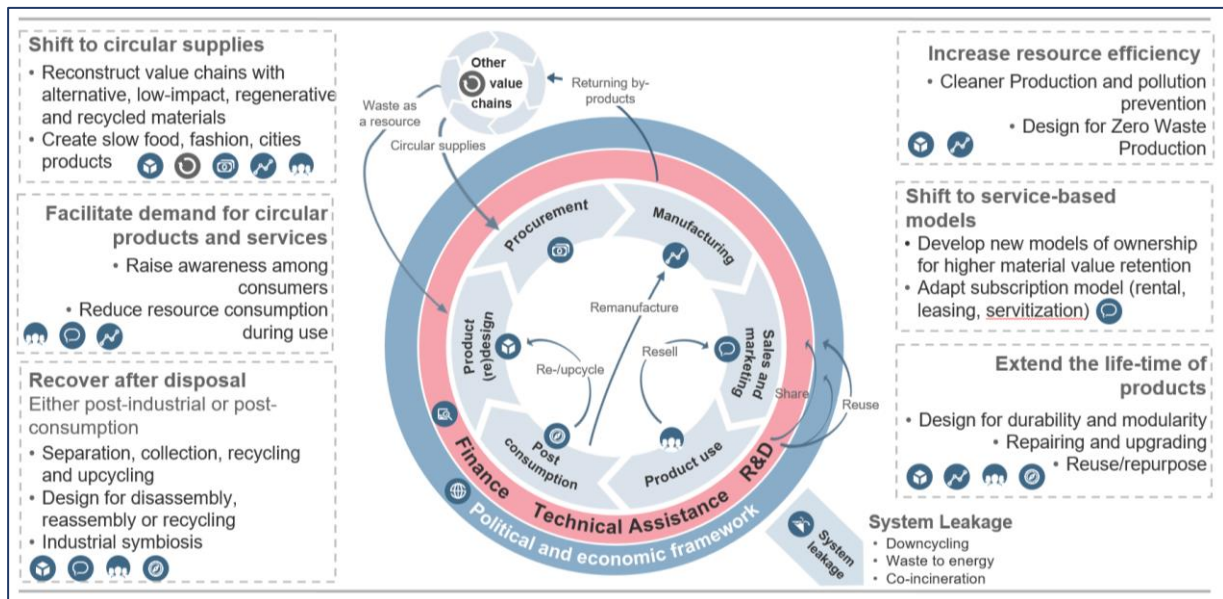 Shift to circular supplies
• Reconstruct value chains with
alternative, low-impact, regenerative
and recycled materials
• Create slow food, fashion, cities
products
Facilitate demand for circular
products and services
• Raise awareness among
consumers
• Reduce resource consumption
during use
Recover after disposal
Either post-industrial or post-
consumption
• Separation, collection, recycling
and upcycling
• Design for disassembly,
reassembly or recycling
• Industrial symbiosis
Other
value
chains
Waste as
a resource
Circular supplies
Returning by-
products
Procurement
Manufacturing
Sales and
marketing
Product use
Post
consumption
Product
(re)design
Remanufacture
Re-/upcycle
Resell
Share
Reuse
Finance
Technical Assistance
R&D
Political and economic framework
System
leakage
Increase resource efficiency
• Cleaner Production and pollution
prevention
• Design for Zero Waste
Production
Shift to service-based
models
• Develop new models of ownership
for higher material value retention
• Adapt subscription model (rental,
leasing, servitization)
Extend the life-time of
products
• Design for durability and modularity
• Repairing and upgrading
• Reuse/repurpose
System Leakage
• Downcycling
• Waste to energy
• Co-incineration